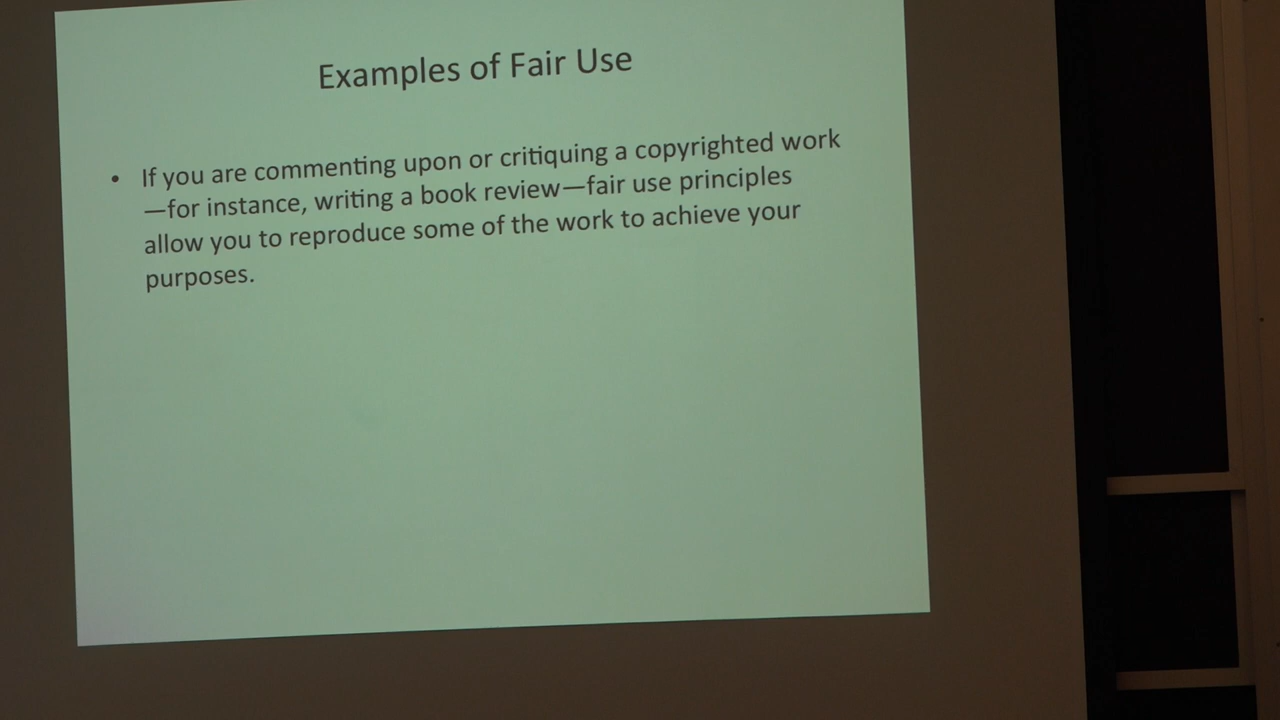 Examples of Fair Use
• If you are commenting upon or critiquing a copyrighted work
—for instance, writing a book review—fair use principles
allow you to reproduce some of the work to achieve your
purposes.